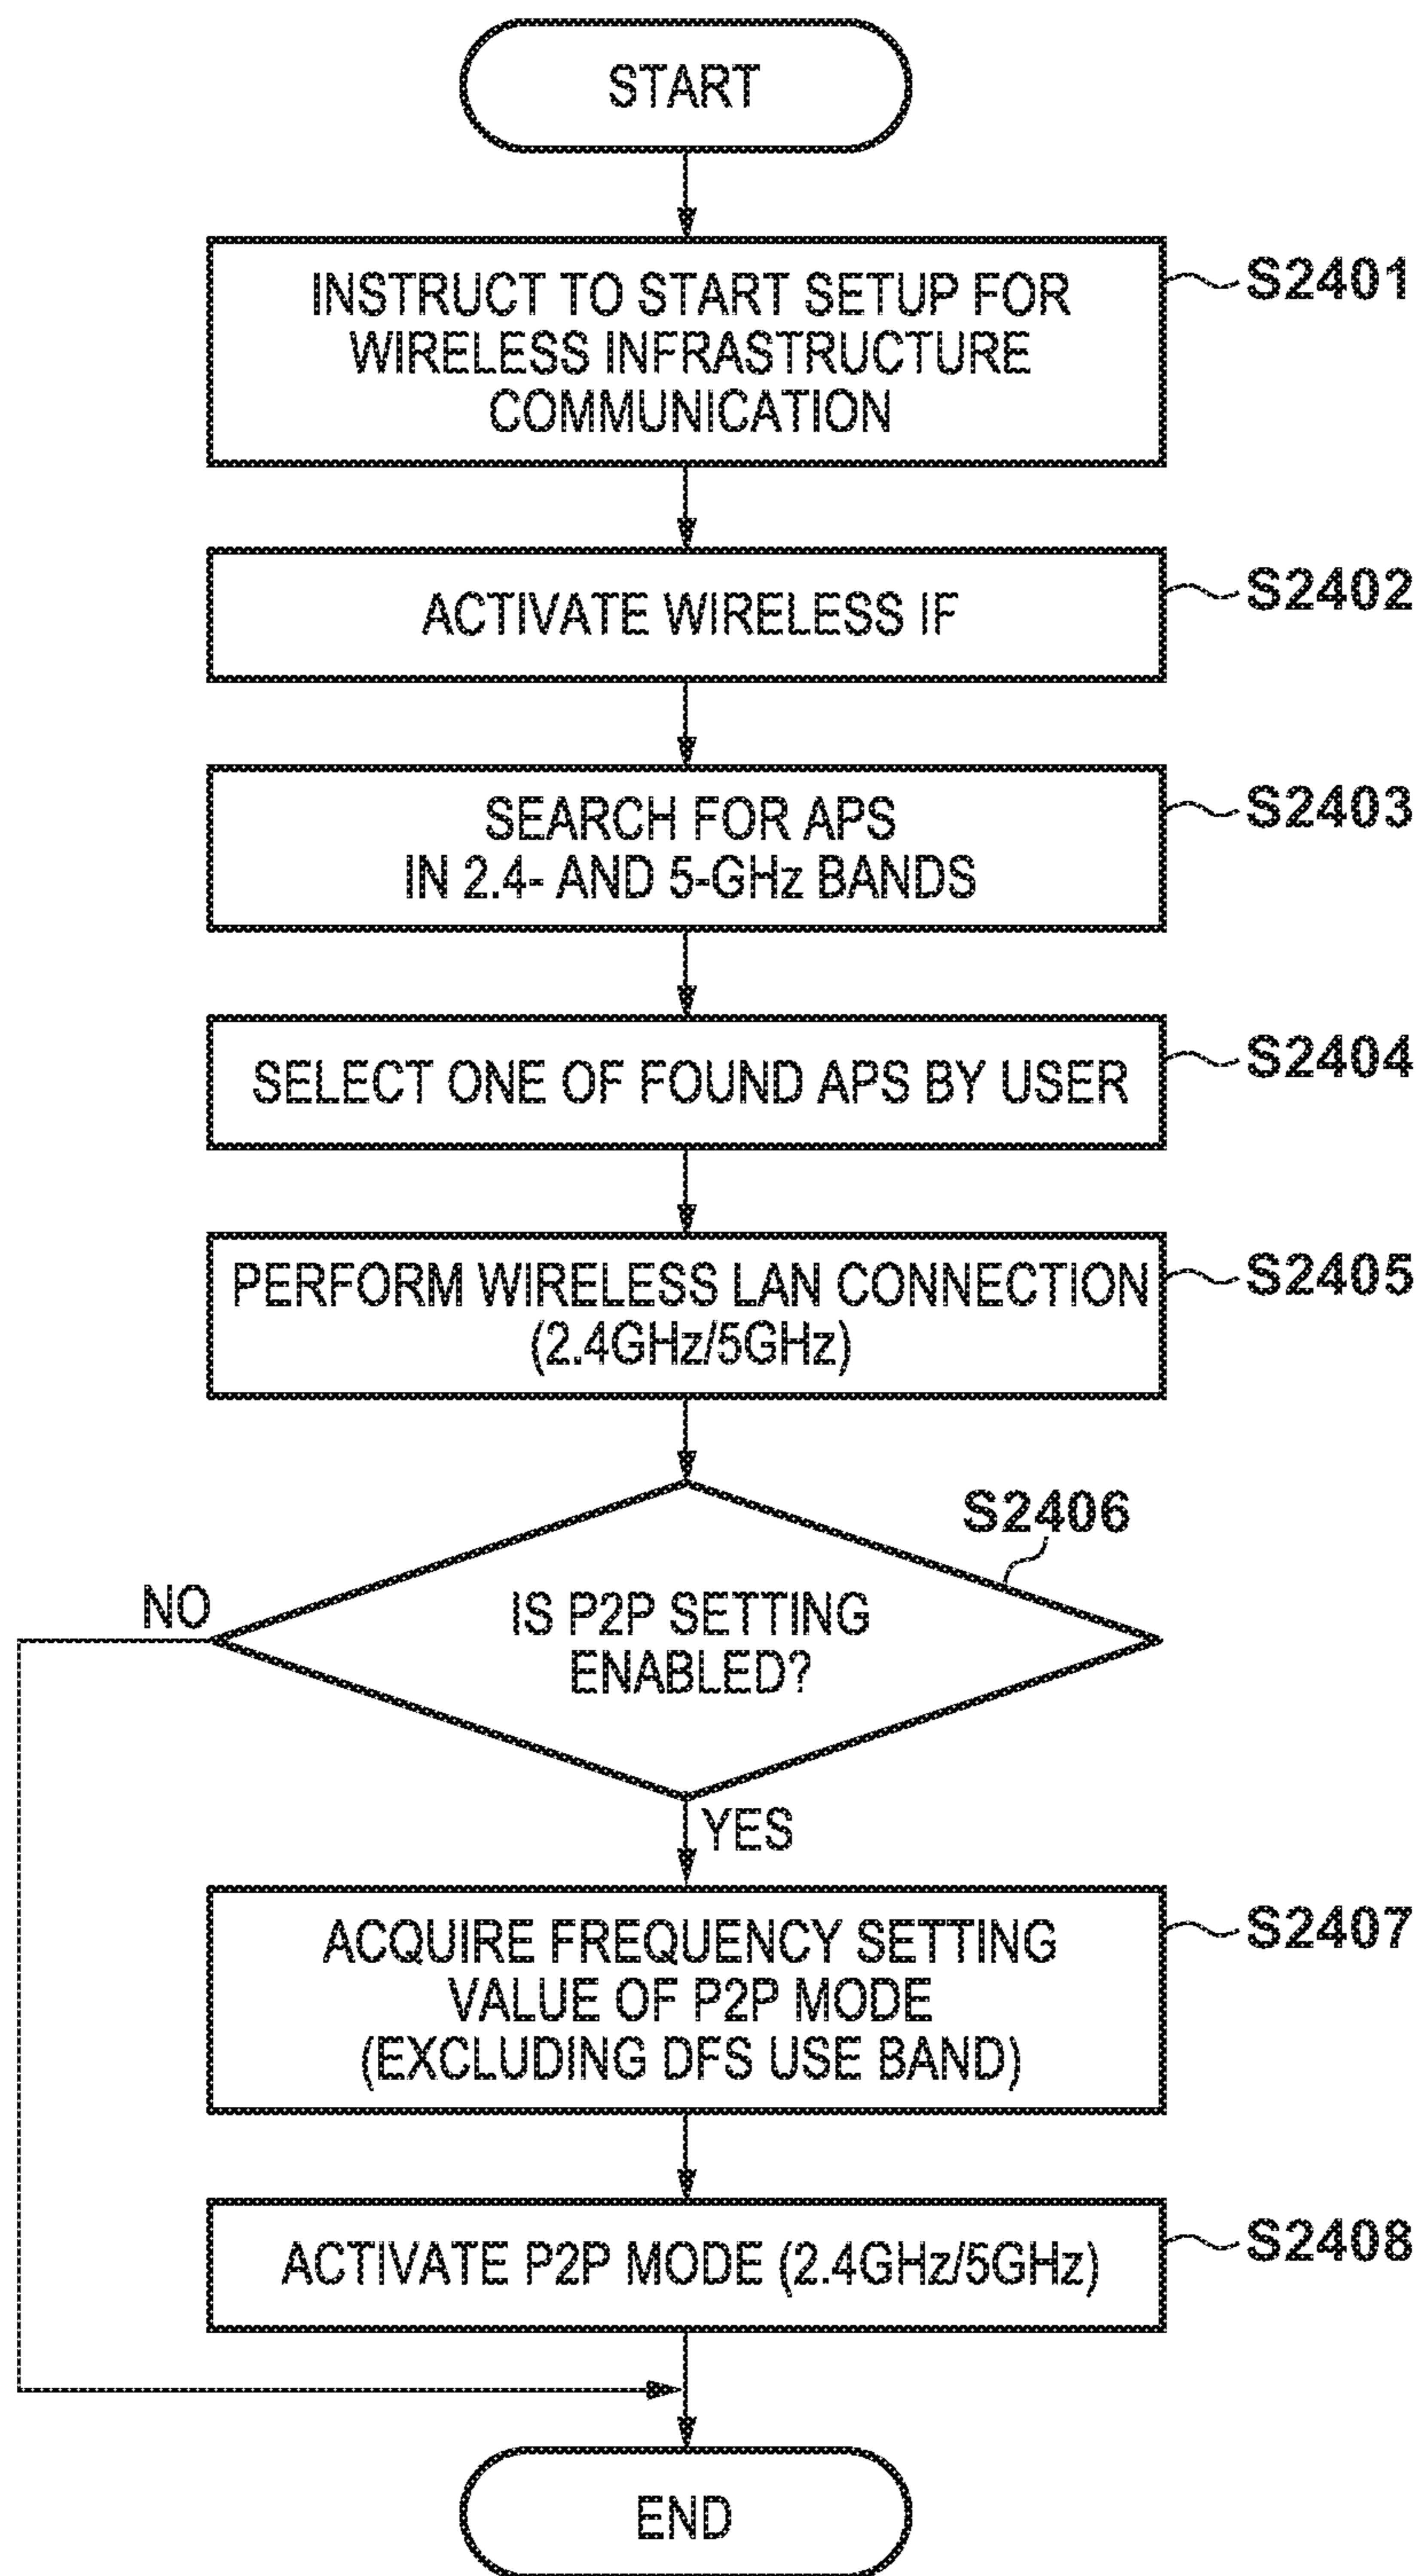 START
INSTRUCT TO START SETUP FOR
WIRELESS INFRASTRUCTURE
COMMUNICATION
S2401
ACTIVATE WIRELESS IF
S2402
SEARCH FOR APS
IN 2.4- AND 5-GHz BANDS
S2403
SELECT ONE OF FOUND APS BY USER
S2404
PERFORM WIRELESS LAN CONNECTION
(2.4GHz/5GHz)
S2405
S2406
IS P2P SETTING
ENABLED?
NO
YES
ACQUIRE FREQUENCY SETTING
VALUE OF P2P MODE
(EXCLUDING DFS USE BAND)
S2407
ACTIVATE P2P MODE (2.4GHz/5GHz)
S2408
END